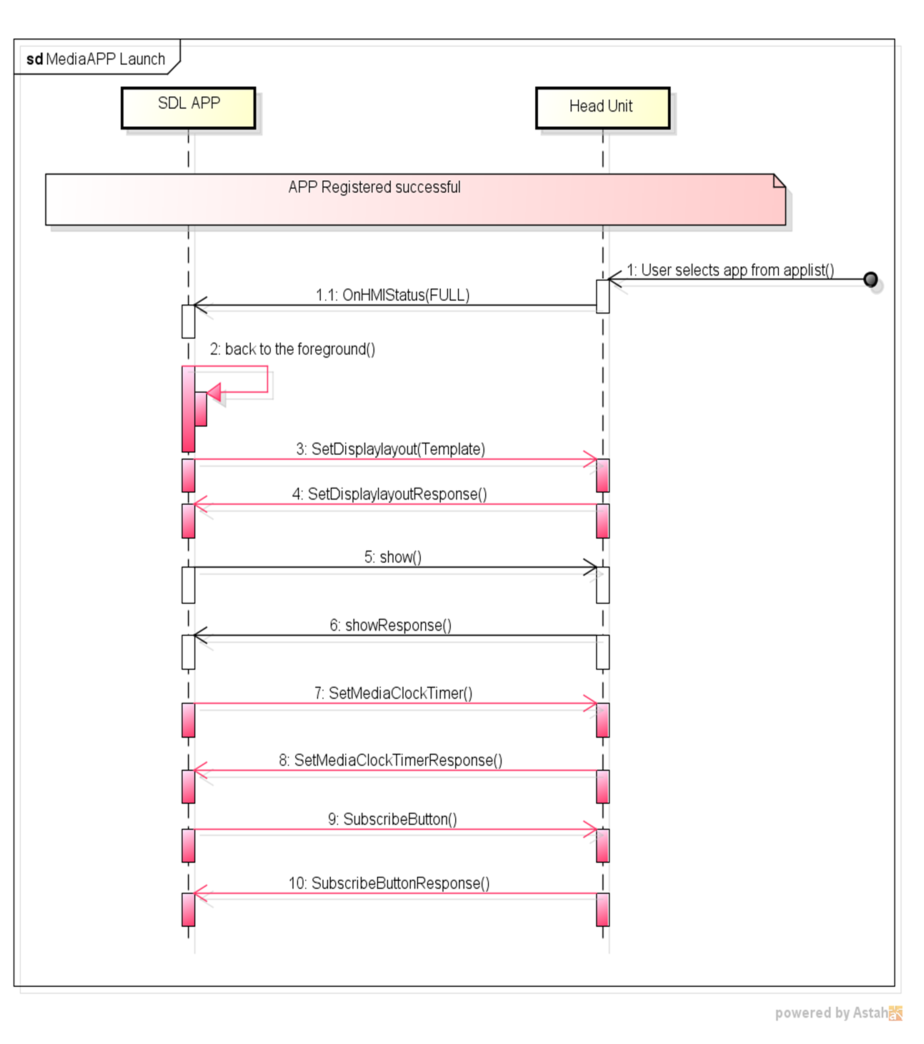 sd MediaAPP Launch
SDL APP
Head Unit
APP Registered successful
1: User selects app from applist()
1.1: OnHMIStatus(FULL)
2: back to the foreground()
3: SetDisplaylayout(Template)
4: SetDisplaylayoutResponse()
5: show()
6: showResponse()
7: SetMediaClockTimer()
8: SetMediaClockTimerResponse()
9: SubscribeButton()
10: SubscribeButtonResponse()
powered by Astah